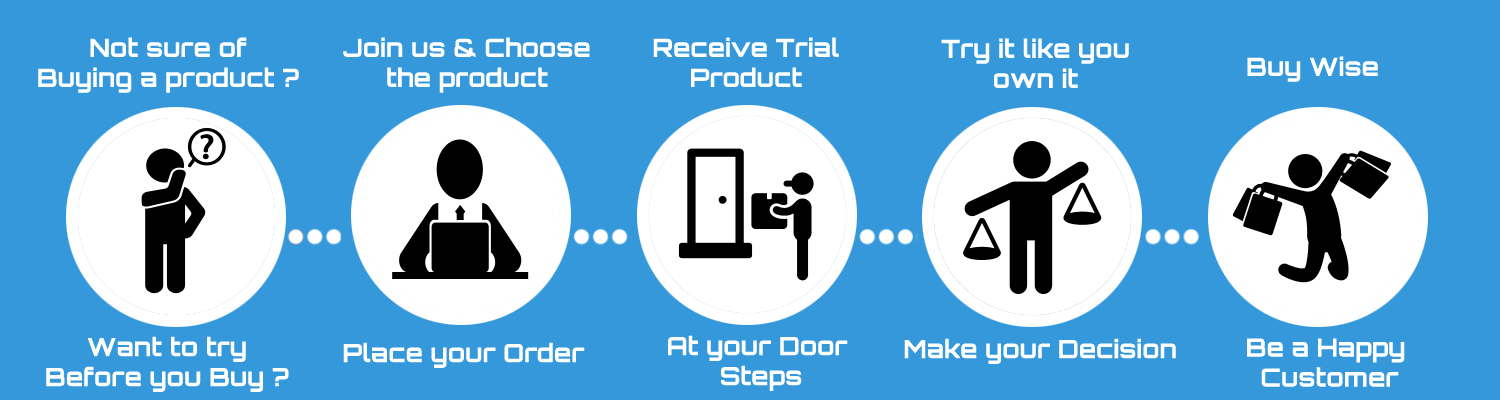 Not sure of
Buying a product ?
Want to try
Before you Buy ?
Join us & Choose
the product
Place your Order
Receive Trial
Product
At your Door
Steps
Try it like you
own it
Make your Decision
Buy Wise
Be a Happy
Customer
?